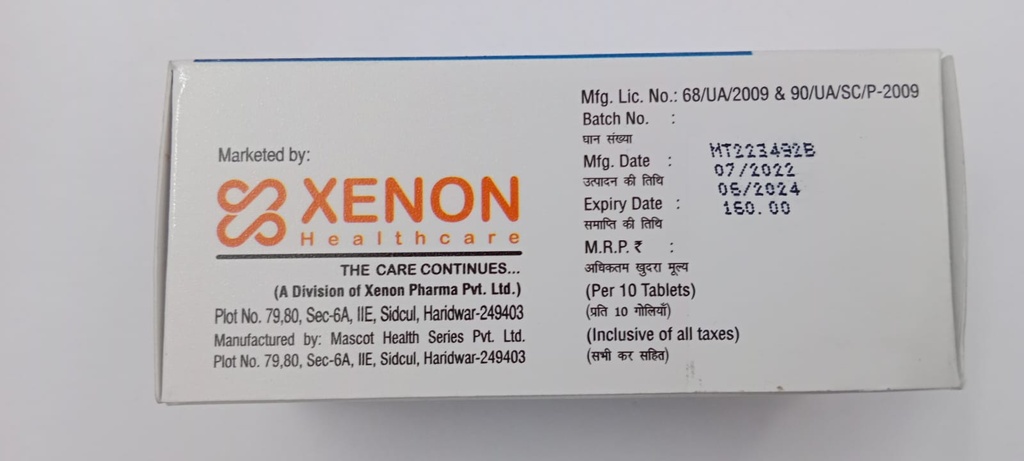 Marketed by:
XENON
Healthcare
THE CARE CONTINUES...
(A Division of Xenon Pharma Pvt. Ltd.)
Plot No. 79,80, Sec-6A, IIE, Sidcul, Haridwar-249403
Manufactured by: Mascot Health Series Pvt. Ltd.
Plot No. 79,80, Sec-6A, IIE, Sidcul, Haridwar-249403
Mfg. Lic. No.: 68/UA/2009 & 90/UA/SC/P-2009
Batch No. :
घान संख्या
Mfg. Date :
उत्पादन की तिथि
Expiry Date :
समाप्ति की तिथि
M.R.P. ₹ :
अधिकतम खुदरा मूल्य
(Per 10 Tablets)
(प्रति 10 गोलियाँ)
(Inclusive of all taxes)
(सभी कर सहित)
MT223492B
07/2022
06/2024
160.00